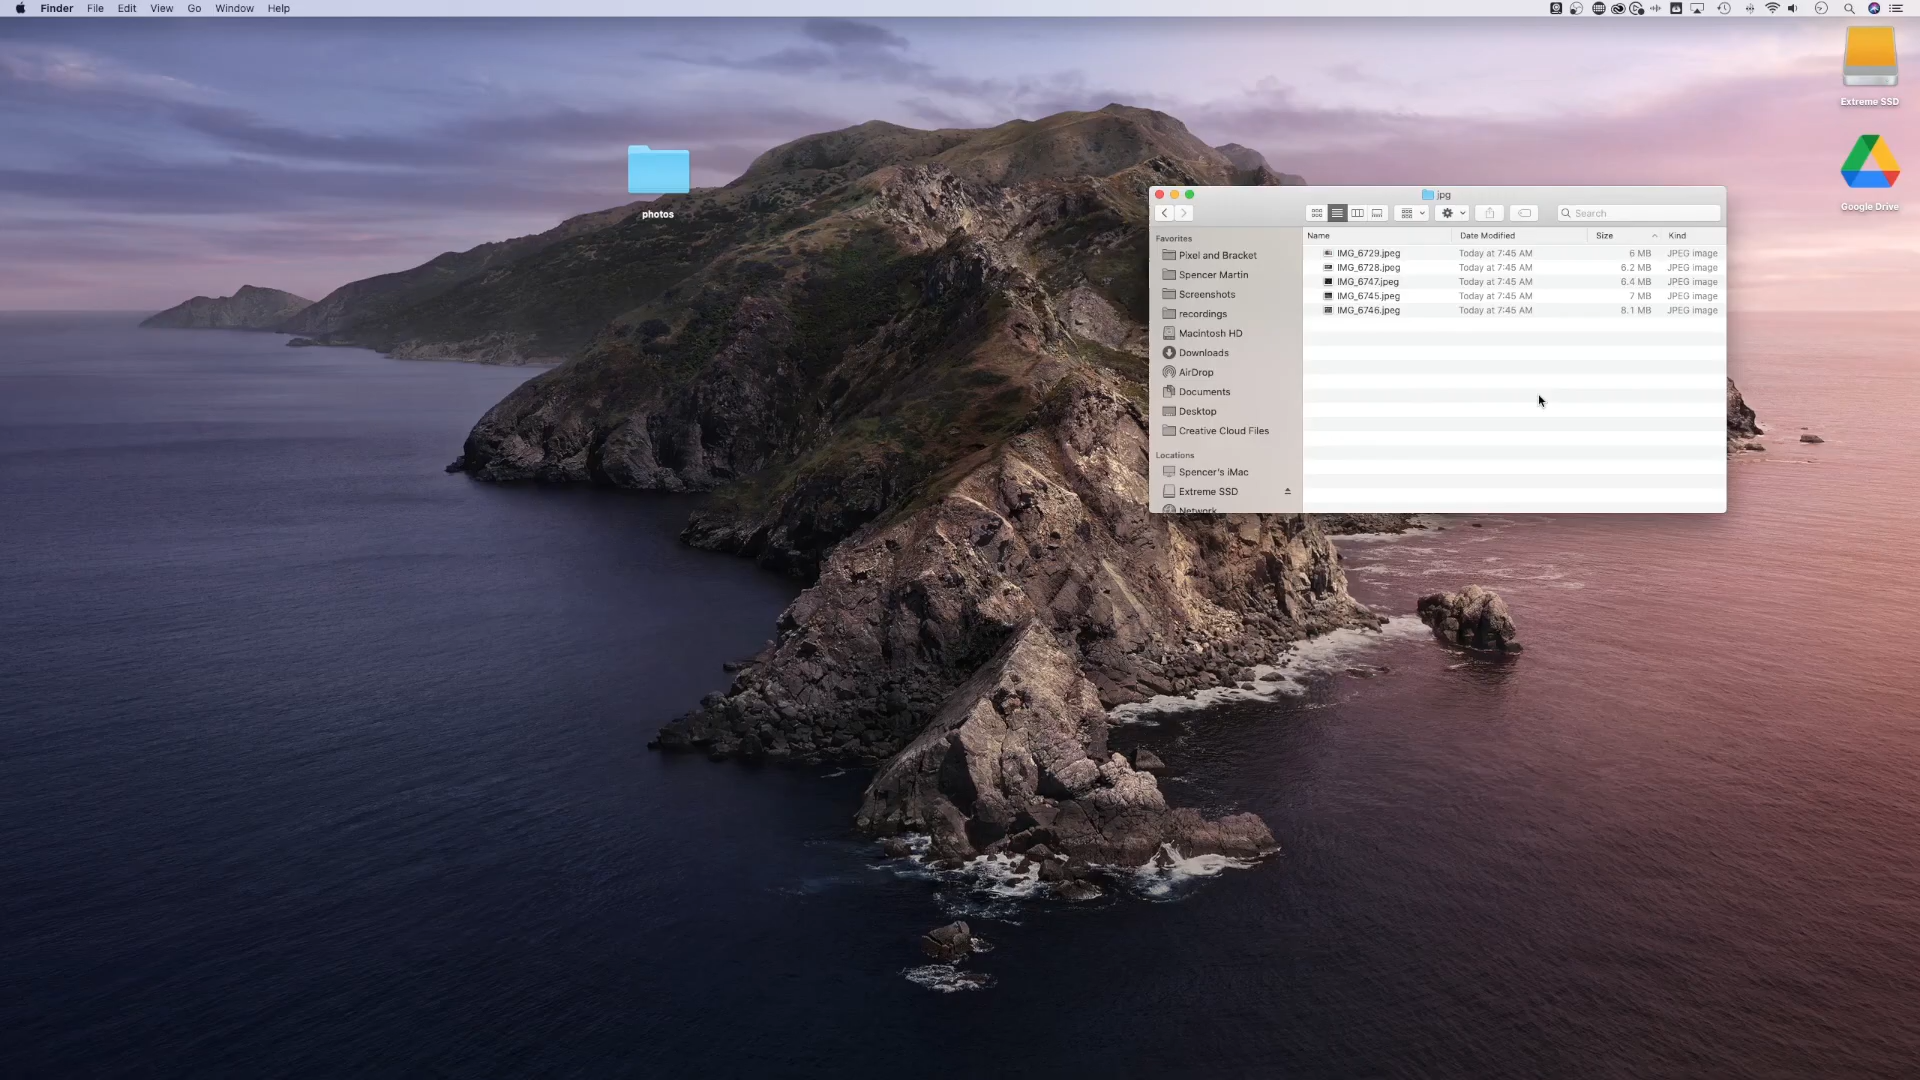 Finder File Edit View Go Window Help
Extreme SSD
Google Drive
photos
jpg
Search
Favorites
Pixel and Bracket
Spencer Martin
Screenshots
recordings
Macintosh HD
Downloads
AirDrop
Documents
Desktop
Creative Cloud Files
Locations
Spencer's iMac
Extreme SSD
Network
Name Date Modified Size Kind
IMG_6729.jpeg Today at 7:45 AM 6 MB JPEG image
IMG_6728.jpeg Today at 7:45 AM 6.2 MB JPEG image
IMG_6747.jpeg Today at 7:45 AM 6.4 MB JPEG image
IMG_6745.jpeg Today at 7:45 AM 7 MB JPEG image
IMG_6746.jpeg Today at 7:45 AM 8.1 MB JPEG image